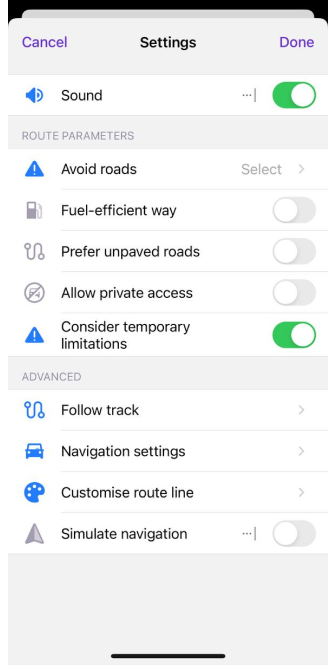 Cancel Settings Done
Sound
ROUTE PARAMETERS
Avoid roads Select
Fuel-efficient way
Prefer unpaved roads
Allow private access
Consider temporary
limitations
ADVANCED
Follow track
Navigation settings
Customise route line
Simulate navigation